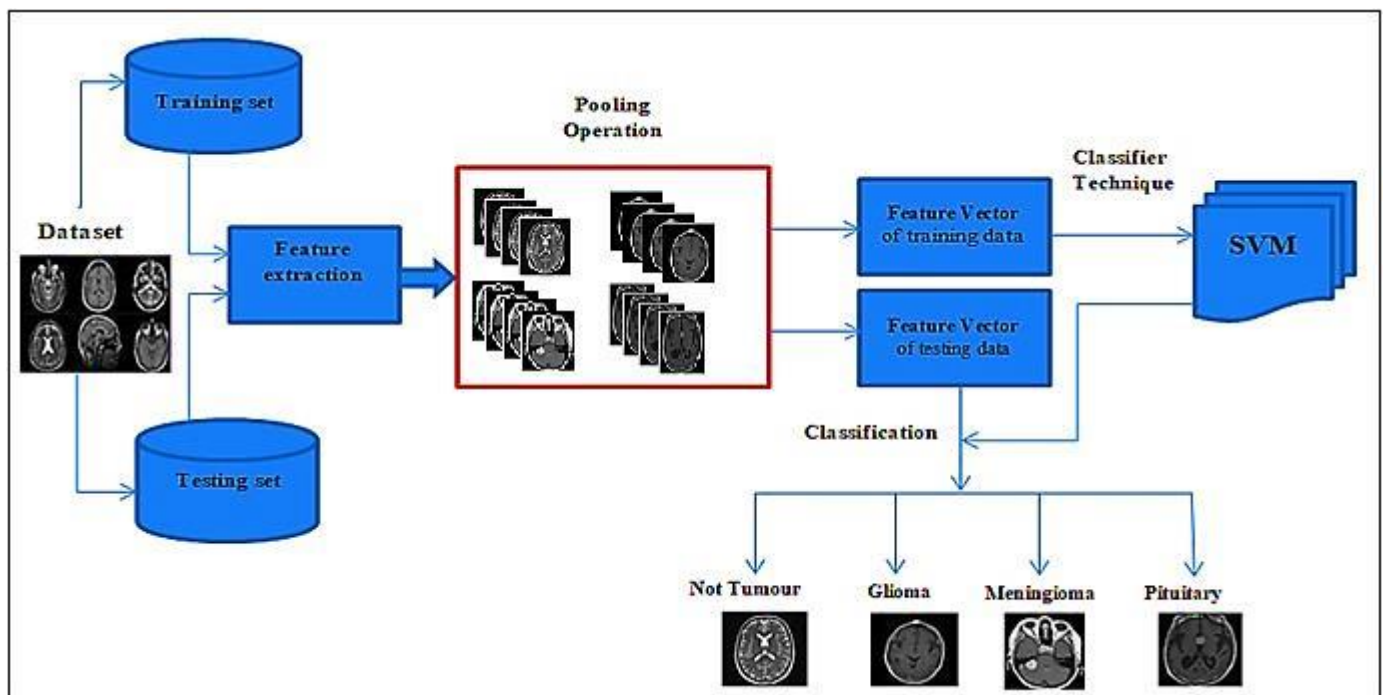 Training set
Pooling
Operation
Classifier
Technique
Dataset
Feature
extraction
Feature Vector
of training data
SVM
Feature Vector
of testing data
Classification
Testing set
Not Tumour
Glioma
Meningioma
Pituitary